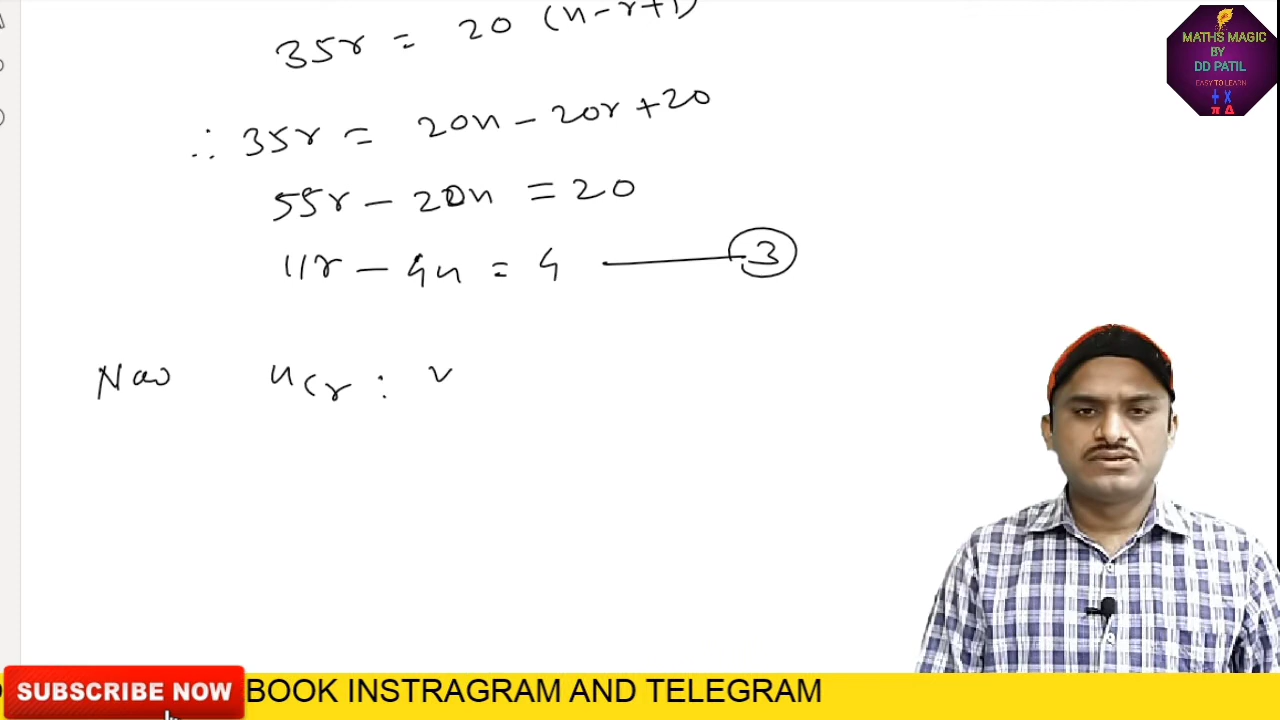 35r = 20 (n-r+1)
MATHS MAGIC
BY
DD PATIL
EASY TO LEARN
+ X
π Δ
∴ 35r = 20n - 20r + 20
55r - 20n = 20
11r - 4n = 4 —— 3
Now nCr :
SUBSCRIBE NOW BOOK INSTRAGRAM AND TELEGRAM